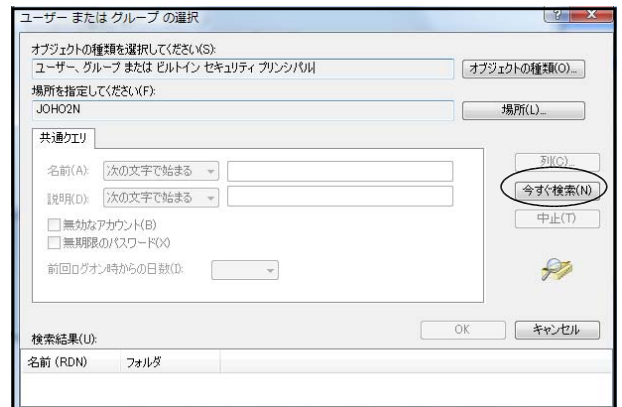 ユーザー または グループ の選択
オブジェクトの種類を選択してください(S):
ユーザー、グループ または ビルトイン セキュリティ プリンシパル
オブジェクトの種類(O)...
場所を指定してください(F):
JOHO2N
場所(L)...
共通クエリ
名前(A): 次の文字で始まる
列(C)...
説明(D): 次の文字で始まる
今すぐ検索(N)
無効なアカウント(B)
中止(T)
無期限のパスワード(X)
前回ログオン時からの日数(I):
OK
キャンセル
検索結果(U):
名前 (RDN) フォルダ